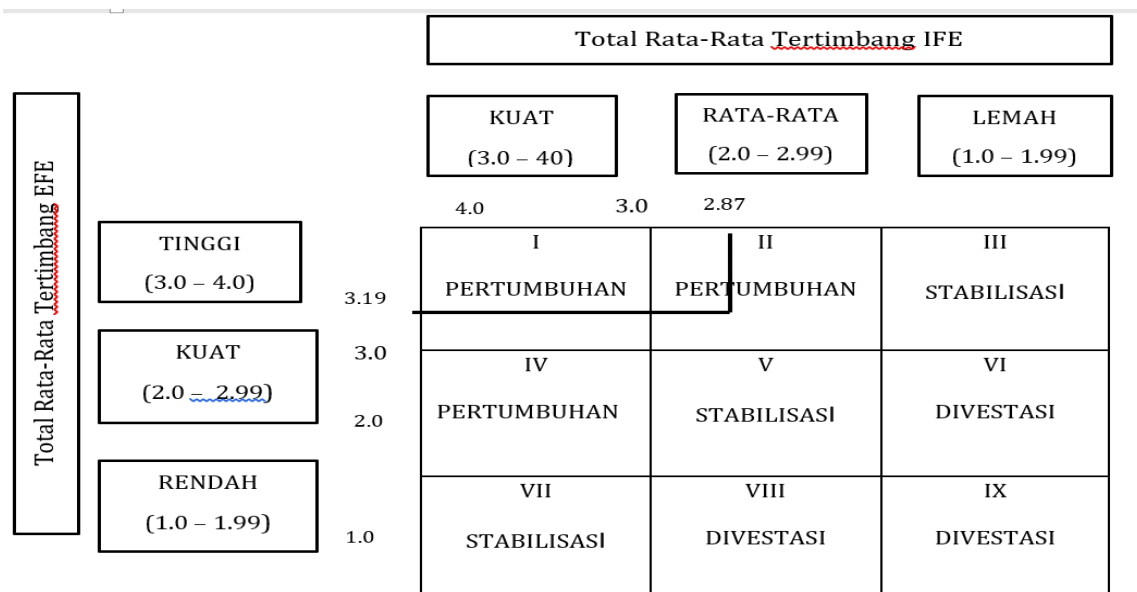 Total Rata-Rata Tertimbang IFE
KUAT
(3.0 – 40)
RATA-RATA
(2.0 – 2.99)
LEMAH
(1.0 – 1.99)
4.0
3.0
2.87
Total Rata-Rata Tertimbang EFE
TINGGI
(3.0 – 4.0)
3.19
KUAT
(2.0 – 2.99)
3.0
2.0
RENDAH
(1.0 – 1.99)
1.0
I
PERTUMBUHAN
II
PERTUMBUHAN
III
STABILISASI
IV
PERTUMBUHAN
V
STABILISASI
VI
DIVESTASI
VII
STABILISASI
VIII
DIVESTASI
IX
DIVESTASI